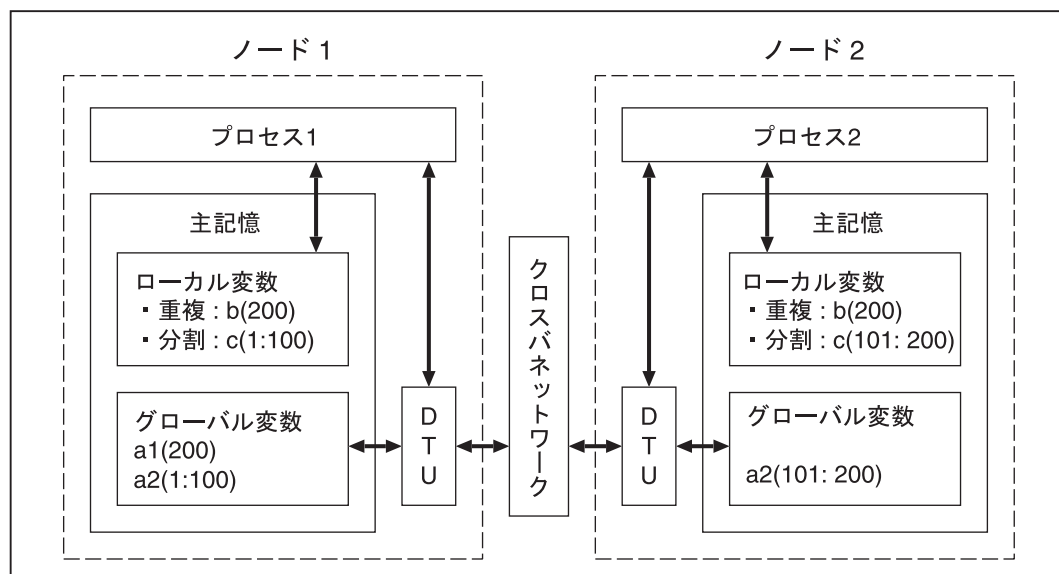 ノード 1
プロセス1
主記憶
ローカル変数
・重複 : b(200)
・分割 : c(1:100)
グローバル変数
a1(200)
a2(1:100)
DTU
クロスバネットワーク
ノード 2
プロセス2
主記憶
ローカル変数
・重複 : b(200)
・分割 : c(101: 200)
DTU
グローバル変数
a2(101: 200)